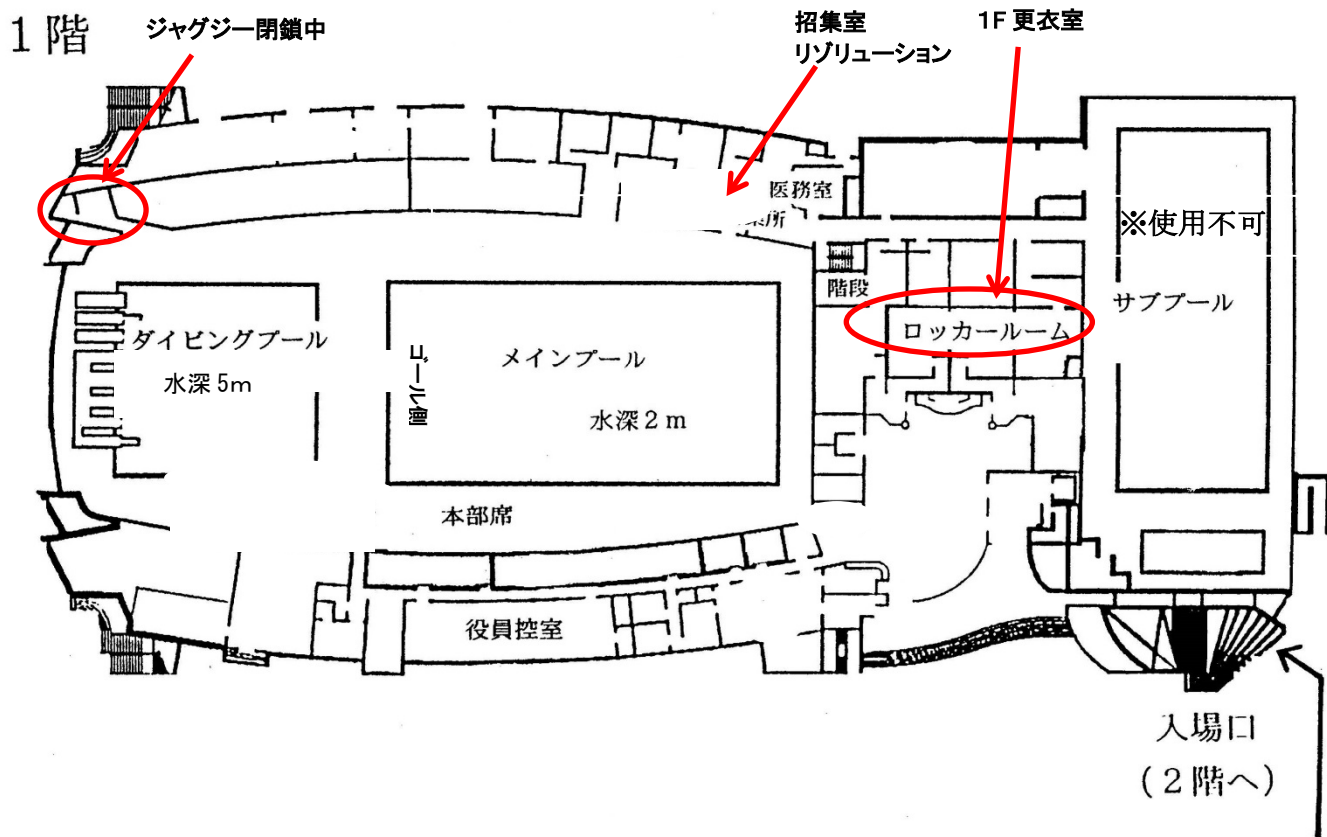 1階
ジャグジー閉鎖中
招集室
リゾリューション
1F 更衣室
医務室
所
※使用不可
階段
サブプール
ロッカールーム
ダイビングプール
水深5m
ゴール側
メインプール
水深2m
本部席
役員控室
入場口
(2階へ)